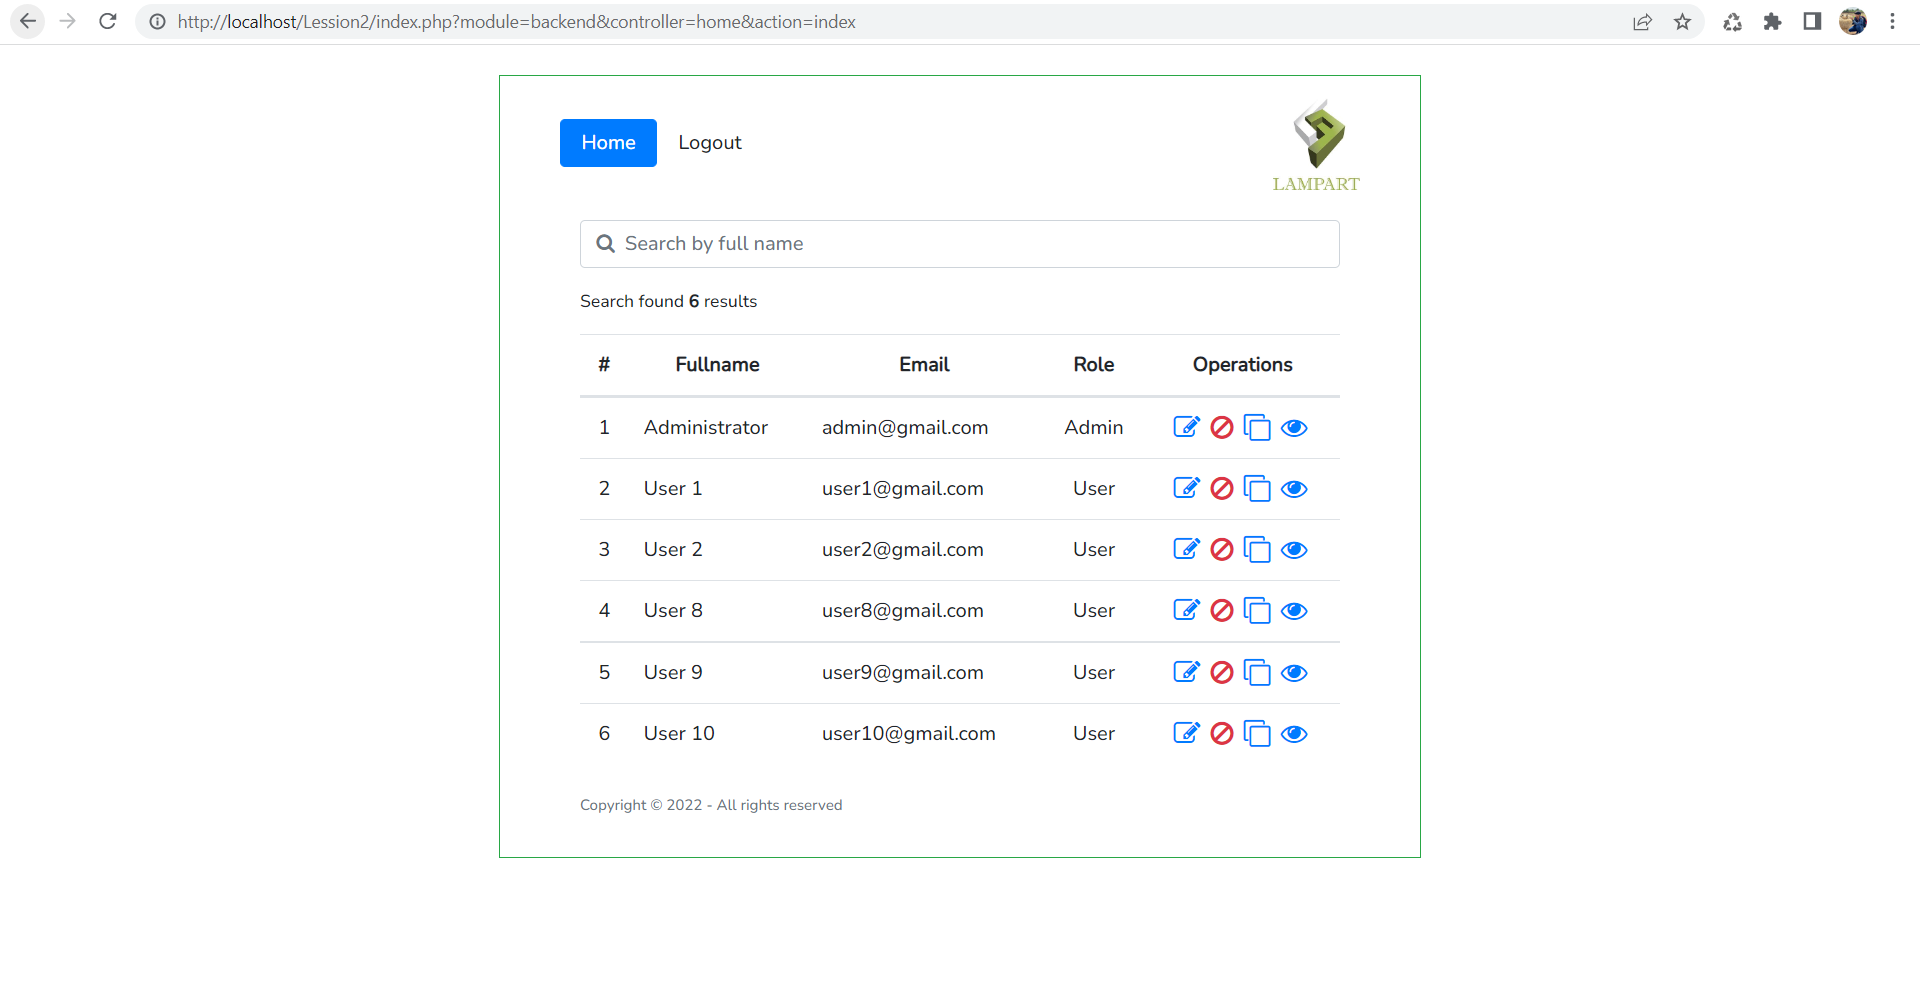 http://localhost/Lession2/index.php?module=backend&controller=home&action=index
Home Logout
LAMPART
Search by full name
Search found 6 results
# Fullname Email Role Operations
1 Administrator admin@gmail.com Admin
2 User 1 user1@gmail.com User
3 User 2 user2@gmail.com User
4 User 8 user8@gmail.com User
5 User 9 user9@gmail.com User
6 User 10 user10@gmail.com User
Copyright © 2022 - All rights reserved